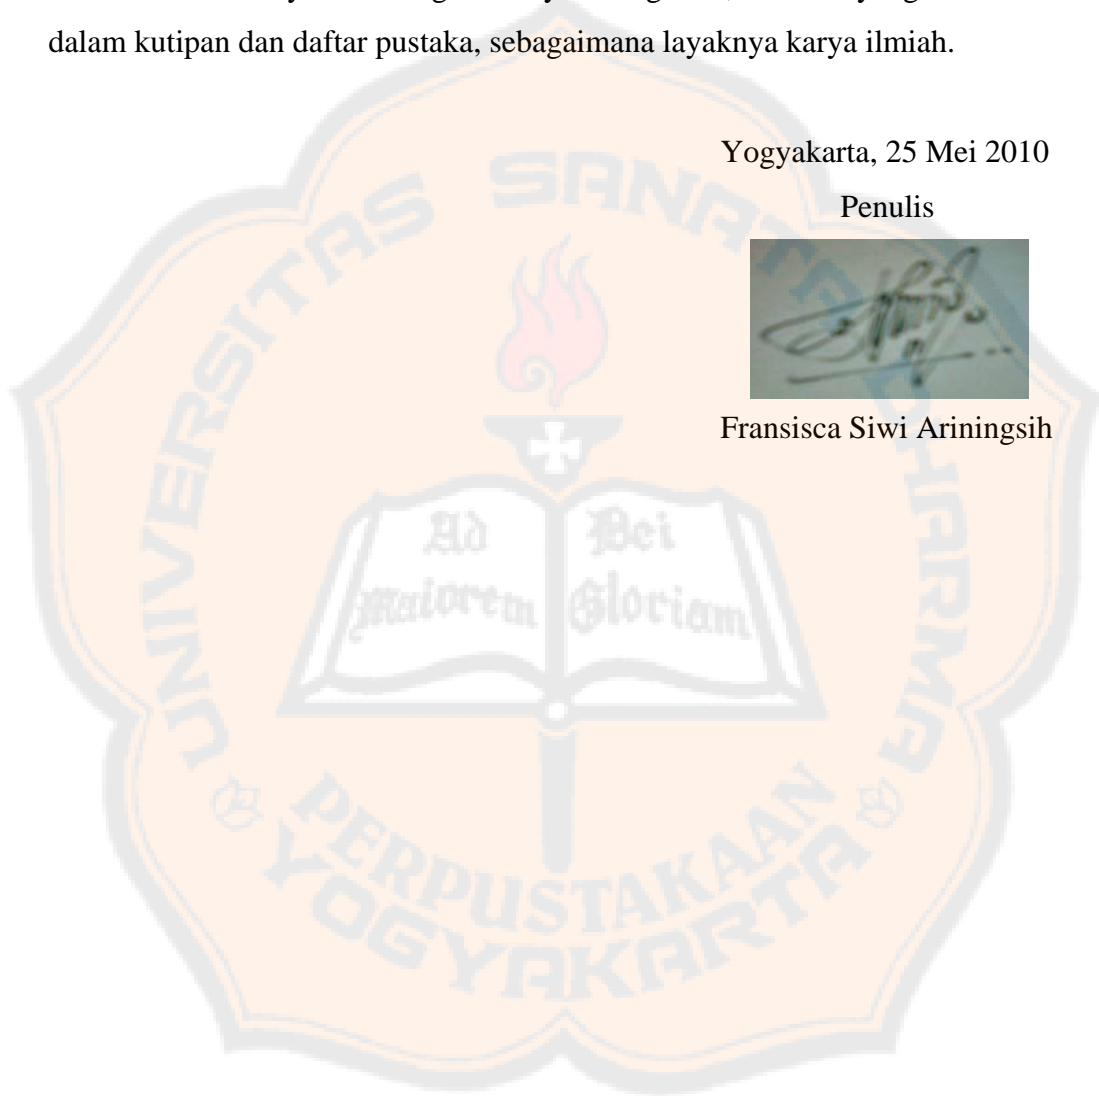 dalam kutipan dan daftar pustaka, sebagaimana layaknya karya ilmiah.
Yogyakarta, 25 Mei 2010
Penulis
Fransisca Siwi Ariningsih
UNIVERSITAS SANATA DHARMA
Ad Dei
maiorem Gloriam
PERPUSTAKAAN
YOGYAKARTA